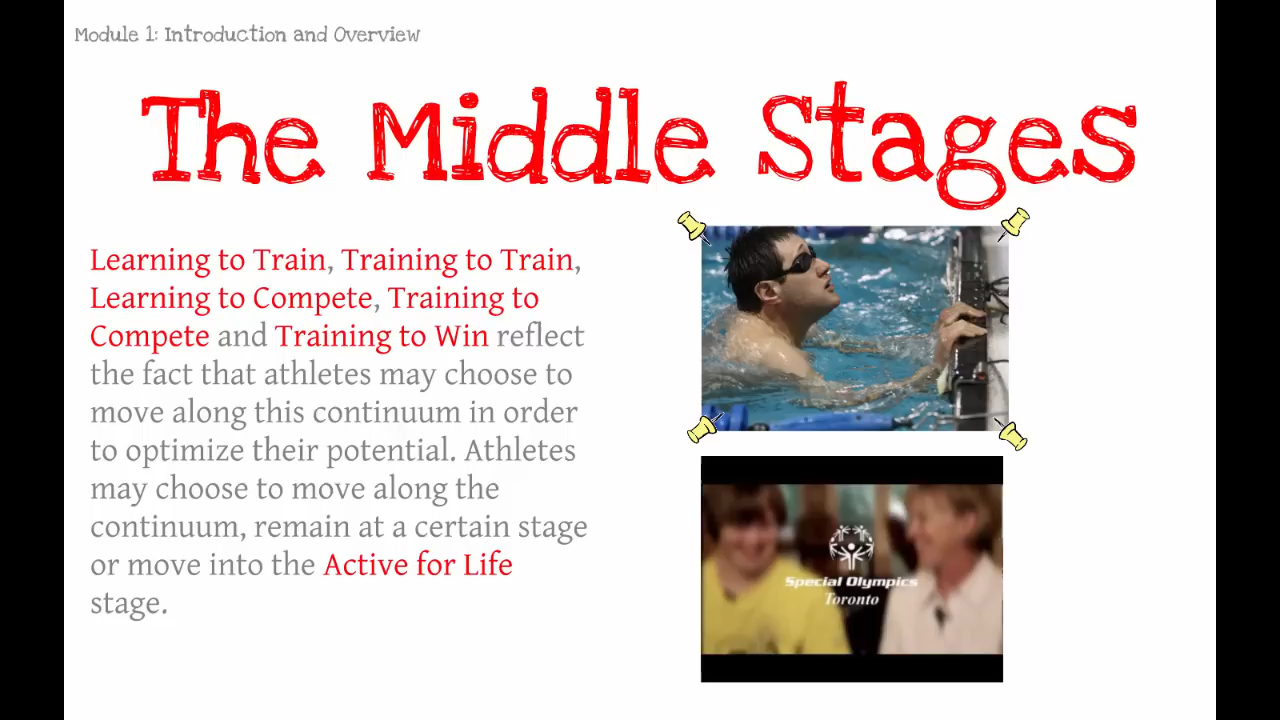 Module 1: Introduction and Overview
The Middle Stages
Learning to Train, Training to Train,
Learning to Compete, Training to
Compete and Training to Win reflect
the fact that athletes may choose to
move along this continuum in order
to optimize their potential. Athletes
may choose to move along the
continuum, remain at a certain stage
or move into the Active for Life
stage.
Special Olympics
Toronto